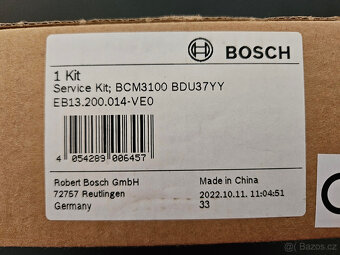 BOSCH
1 Kit
Service Kit; BCM3100 BDU37YY
EB13.200.014-VE0
4 054289 006457
Robert Bosch GmbH
72757 Reutlingen
Germany
Made in China
2022.10.11. 11:04:51
33
Bazoš.cz